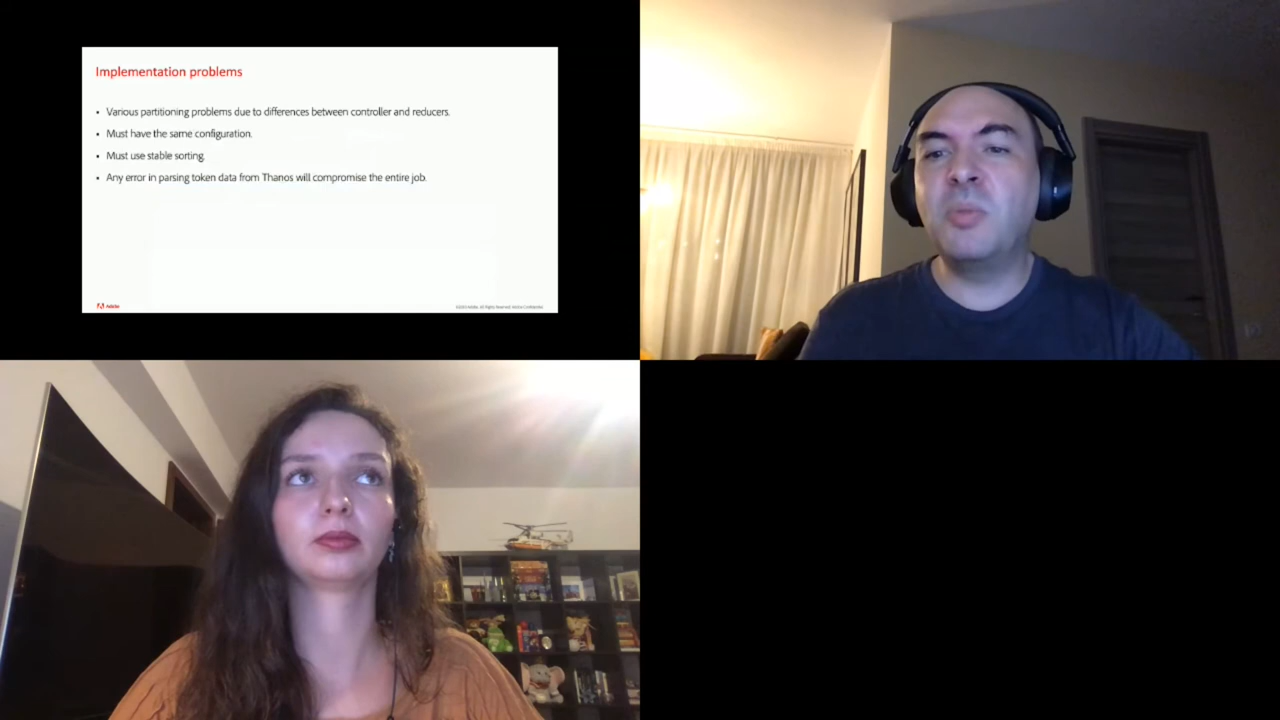 Implementation problems
• Various partitioning problems due to differences between controller and reducers.
• Must have the same configuration.
• Must use stable sorting.
• Any error in parsing token data from Thanos will compromise the entire job.
Adobe